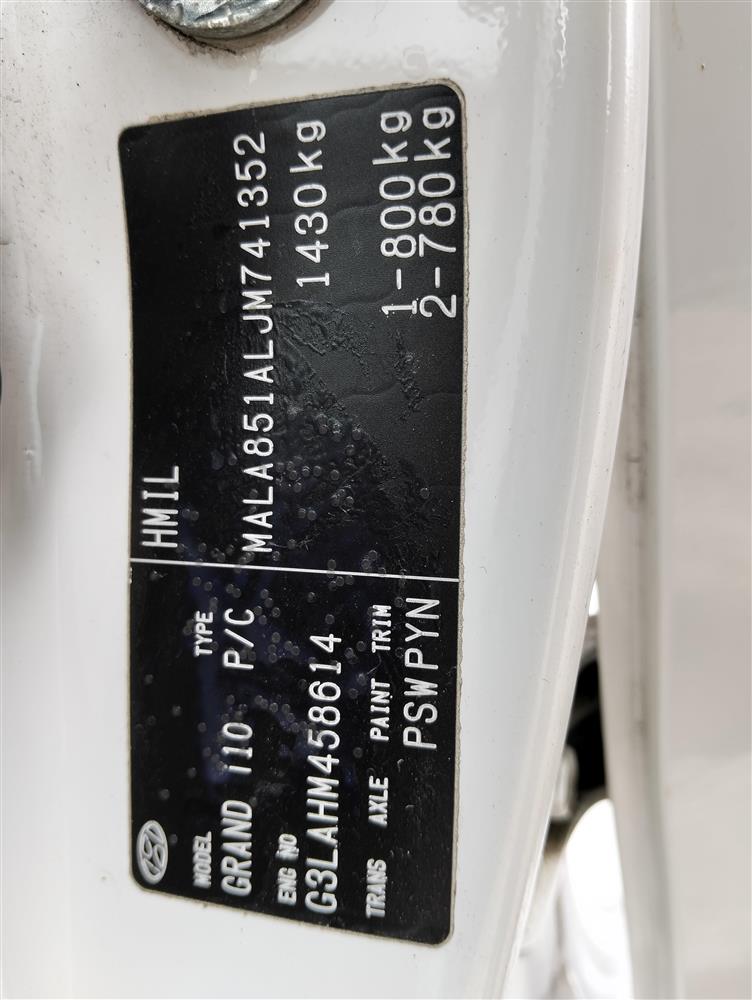 HMIL
MALA851ALJM741352
1430kg
1-800kg
2-780kg
MODEL TYPE
GRAND i10 P/C
ENG NO
G3LAHM458614
TRANS AXLE PAINT TRIM
PSWPYN